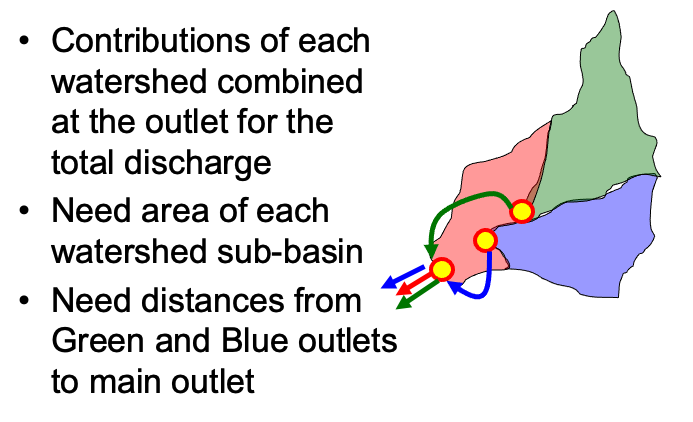 • Contributions of each
watershed combined
at the outlet for the
total discharge
• Need area of each
watershed sub-basin
• Need distances from
Green and Blue outlets
to main outlet